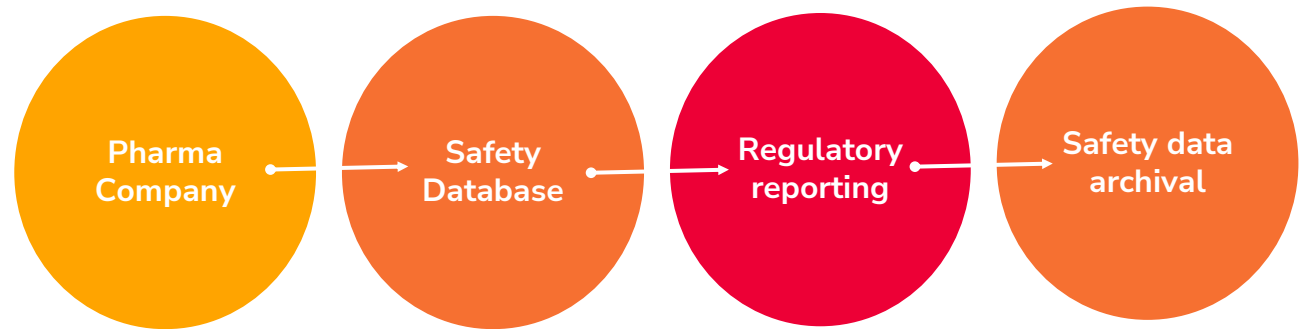 Pharma
Company
Safety
Database
Regulatory
reporting
Safety data
archival